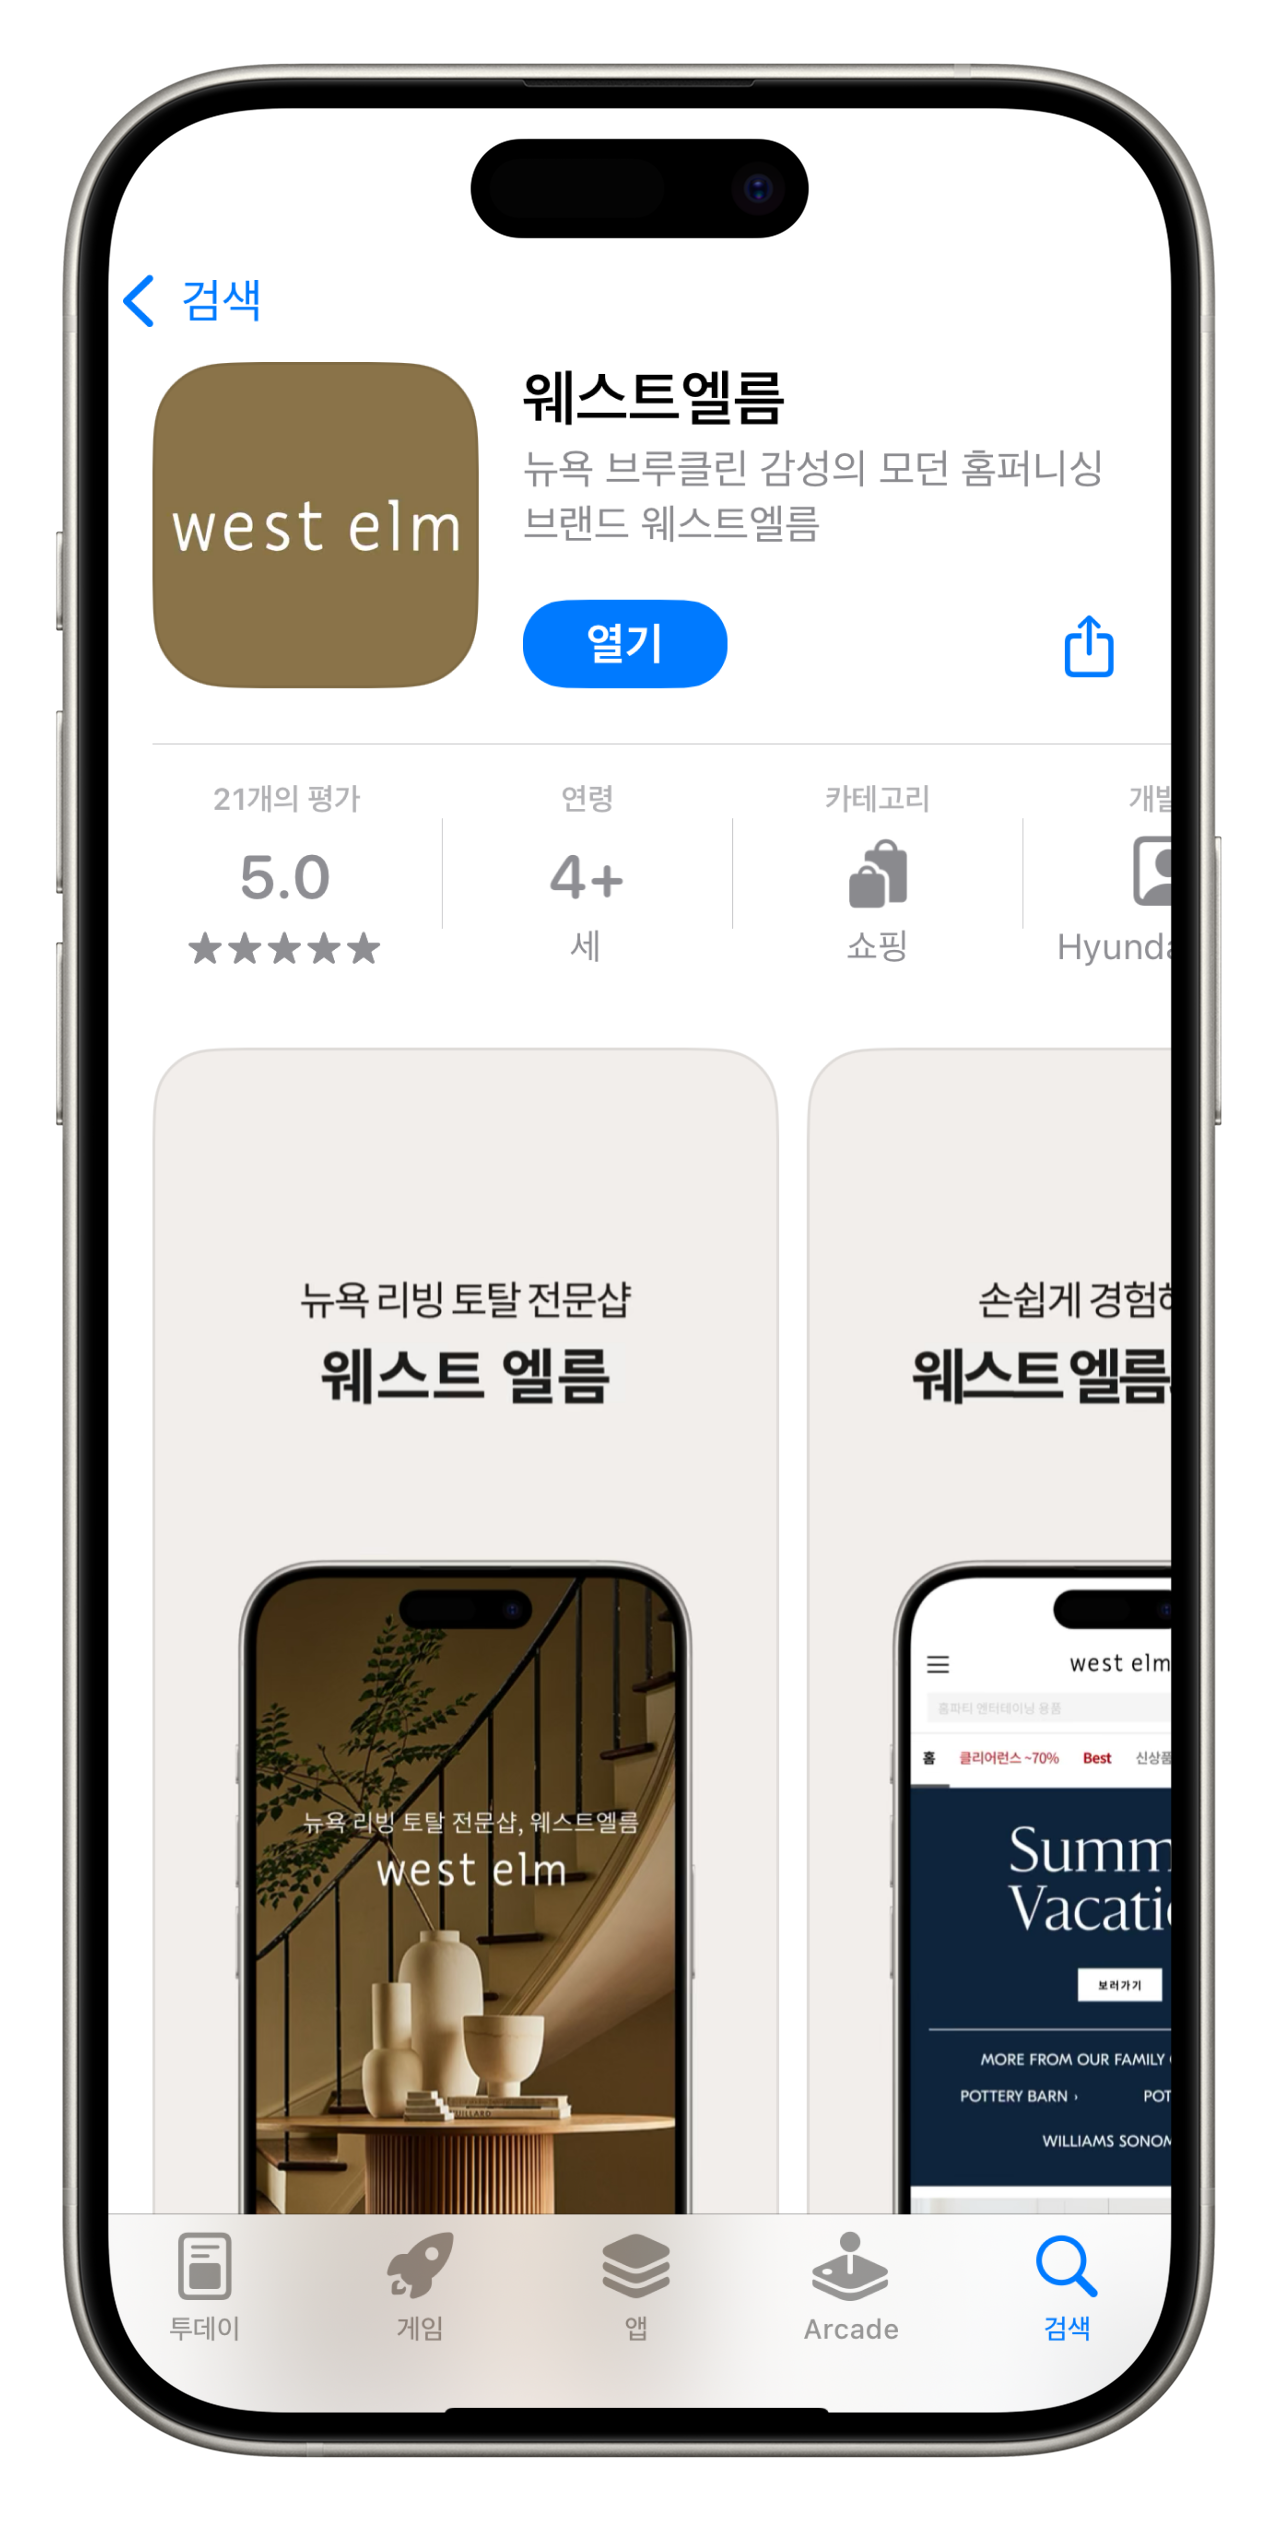 검색
west elm
웨스트엘름
뉴욕 브루클린 감성의 모던 홈퍼니싱
브랜드 웨스트엘름
열기
21개의 평가
5.0
연령
4+
세
카테고리
쇼핑
뉴욕 리빙 토탈 전문샵
웨스트 엘름
뉴욕 리빙 토탈 전문샵, 웨스트엘름
west elm
손쉽게
웨스트 엘름
west elm
홈파티 엔터테이닝 용품
홈 클리어런스 ~70% Best 신상품
Summ
Vacati
보러가기
MORE FROM OUR FAMILY
POTTERY BARN ›
POT
WILLIAMS SONOM
투데이
게임
앱
Arcade
검색